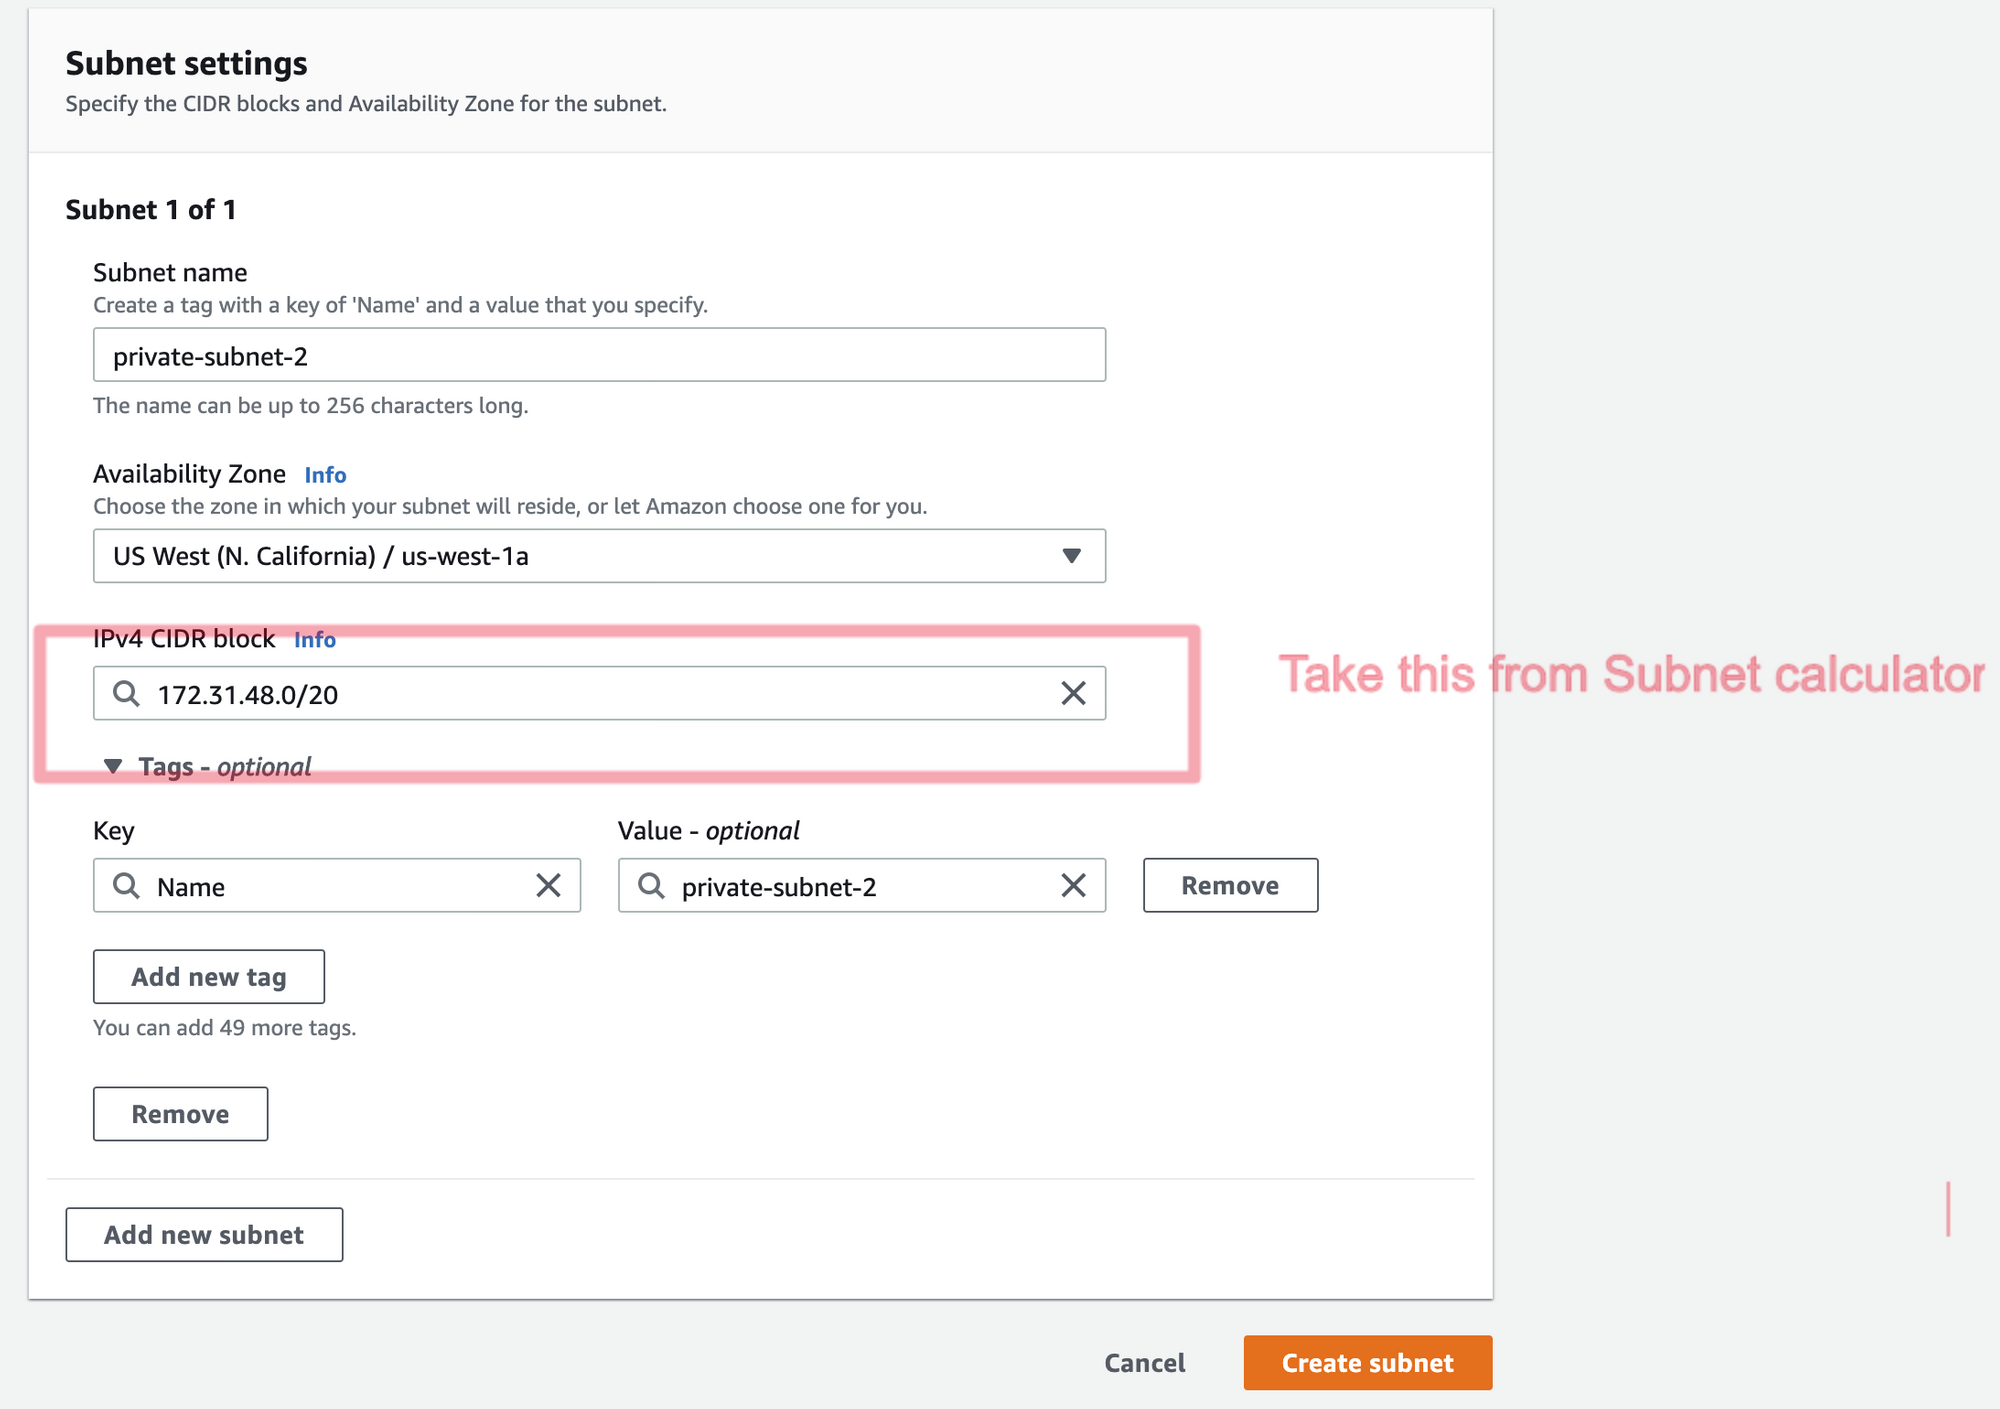 Subnet settings
Specify the CIDR blocks and Availability Zone for the subnet.
Subnet 1 of 1
Subnet name
Create a tag with a key of 'Name' and a value that you specify.
private-subnet-2
The name can be up to 256 characters long.
Availability Zone Info
Choose the zone in which your subnet will reside, or let Amazon choose one for you.
US West (N. California) / us-west-1a
IPv4 CIDR block Info
172.31.48.0/20
Take this from Subnet calculator
Tags - optional
Key Value - optional
Name private-subnet-2 Remove
Add new tag
You can add 49 more tags.
Remove
Add new subnet
Cancel Create subnet